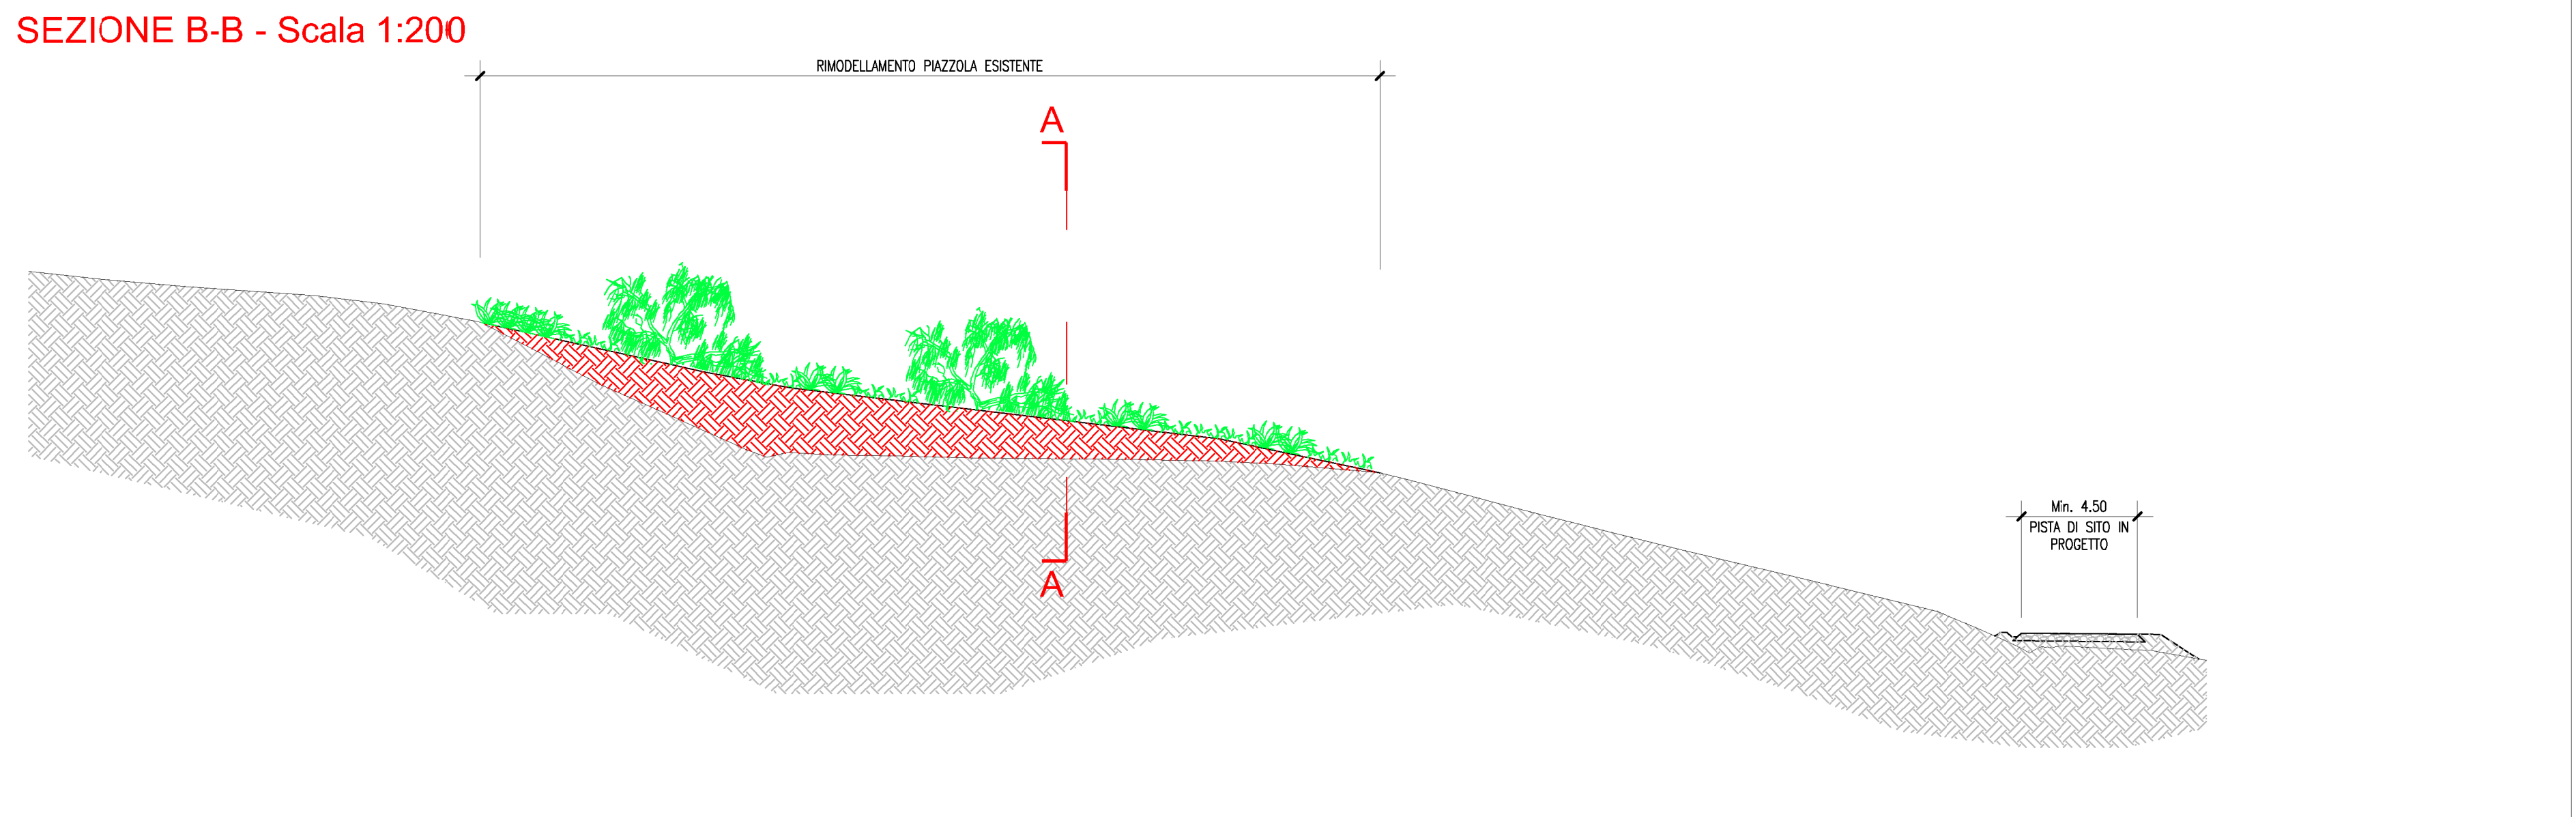 SEZIONE B-B - Scala 1:200
RIMODELLAMENTO PIAZZOLA ESISTENTE
A
A
Min. 4.50
PISTA DI SITO IN
PROGETTO